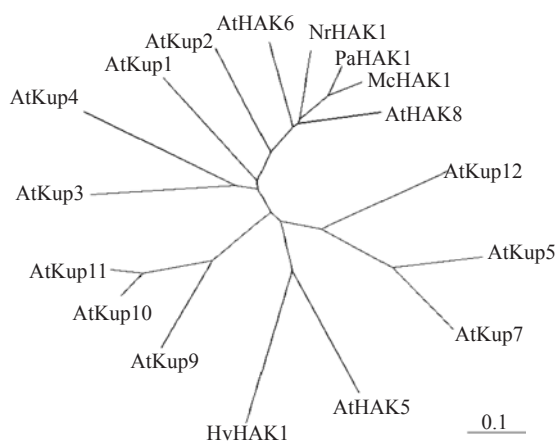 AtHAK6
NrHAK1
AtKup2
PaHAK1
AtKup1
McHAK1
AtKup4
AtHAK8
AtKup12
AtKup3
AtKup5
AtKup11
AtKup10
AtKup7
AtKup9
AtHAK5
HvHAK1
0.1